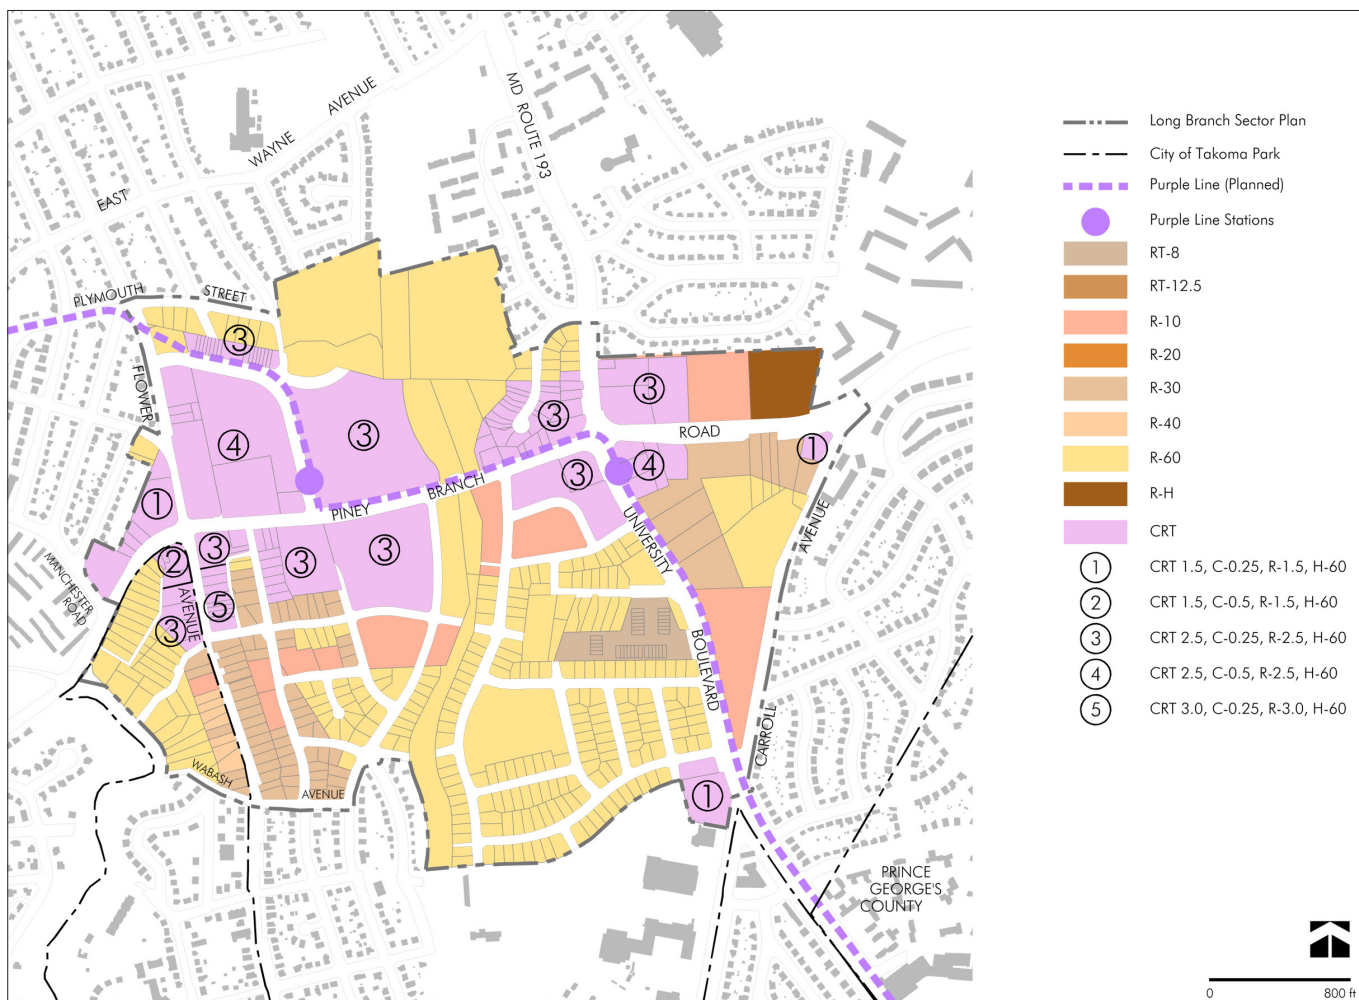 MD ROUTE 193
EAST WAYNE AVENUE
PLYMOUTH STREET
FLOWER
AVENUE
MANCHESTER
ROAD
PINEY BRANCH ROAD
UNIVERSITY BOULEVARD
CARROLL AVENUE
WABASH AVENUE
PRINCE
GEORGE'S
COUNTY
3
4
3
3
3
1
3
4
1
2
3
3
3
5
3
1
Long Branch Sector Plan
City of Takoma Park
Purple Line (Planned)
Purple Line Stations
RT-8
RT-12.5
R-10
R-20
R-30
R-40
R-60
R-H
CRT
1 CRT 1.5, C-0.25, R-1.5, H-60
2 CRT 1.5, C-0.5, R-1.5, H-60
3 CRT 2.5, C-0.25, R-2.5, H-60
4 CRT 2.5, C-0.5, R-2.5, H-60
5 CRT 3.0, C-0.25, R-3.0, H-60
0 800 ft